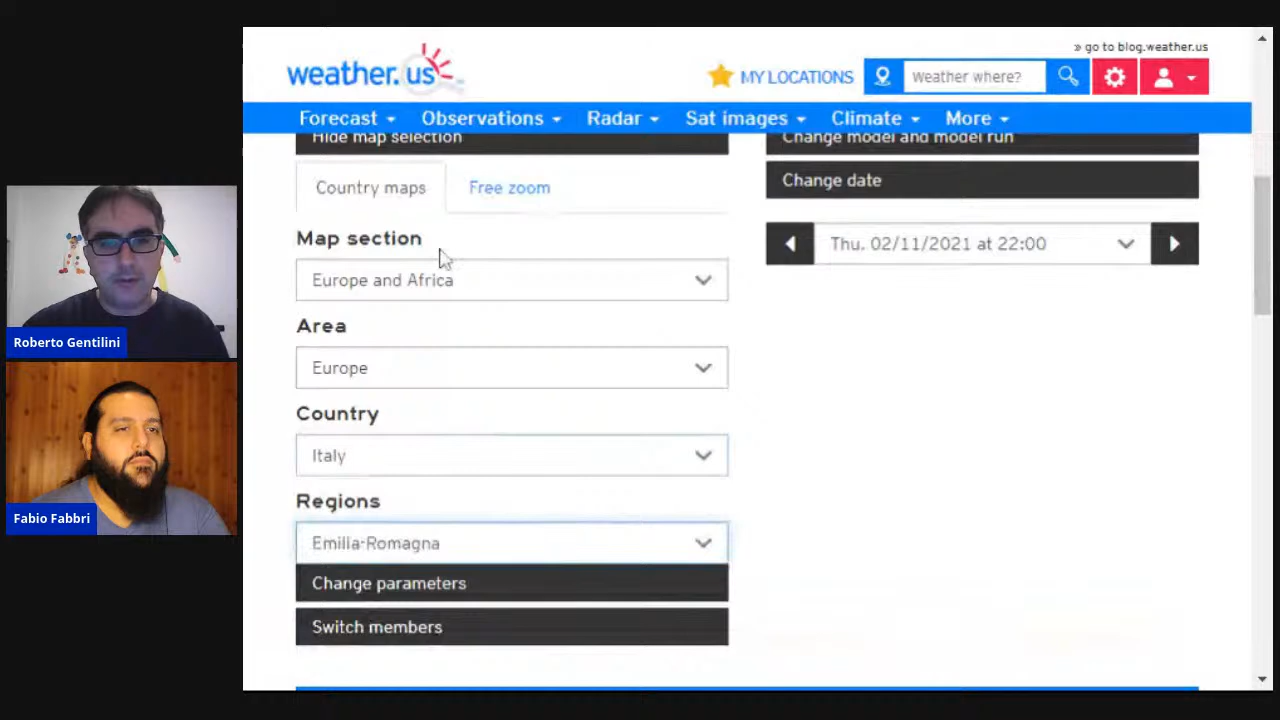 » go to blog.weather.us
weather.us
MY LOCATIONS
Weather where?
Forecast
Observations
Radar
Sat images
Climate
More
Hide map selection
Change model and model run
Country maps
Free zoom
Change date
Map section
Thu. 02/11/2021 at 22:00
Europe and Africa
Area
Europe
Country
Italy
Regions
Emilia-Romagna
Change parameters
Switch members
Roberto Gentilini
Fabio Fabbri